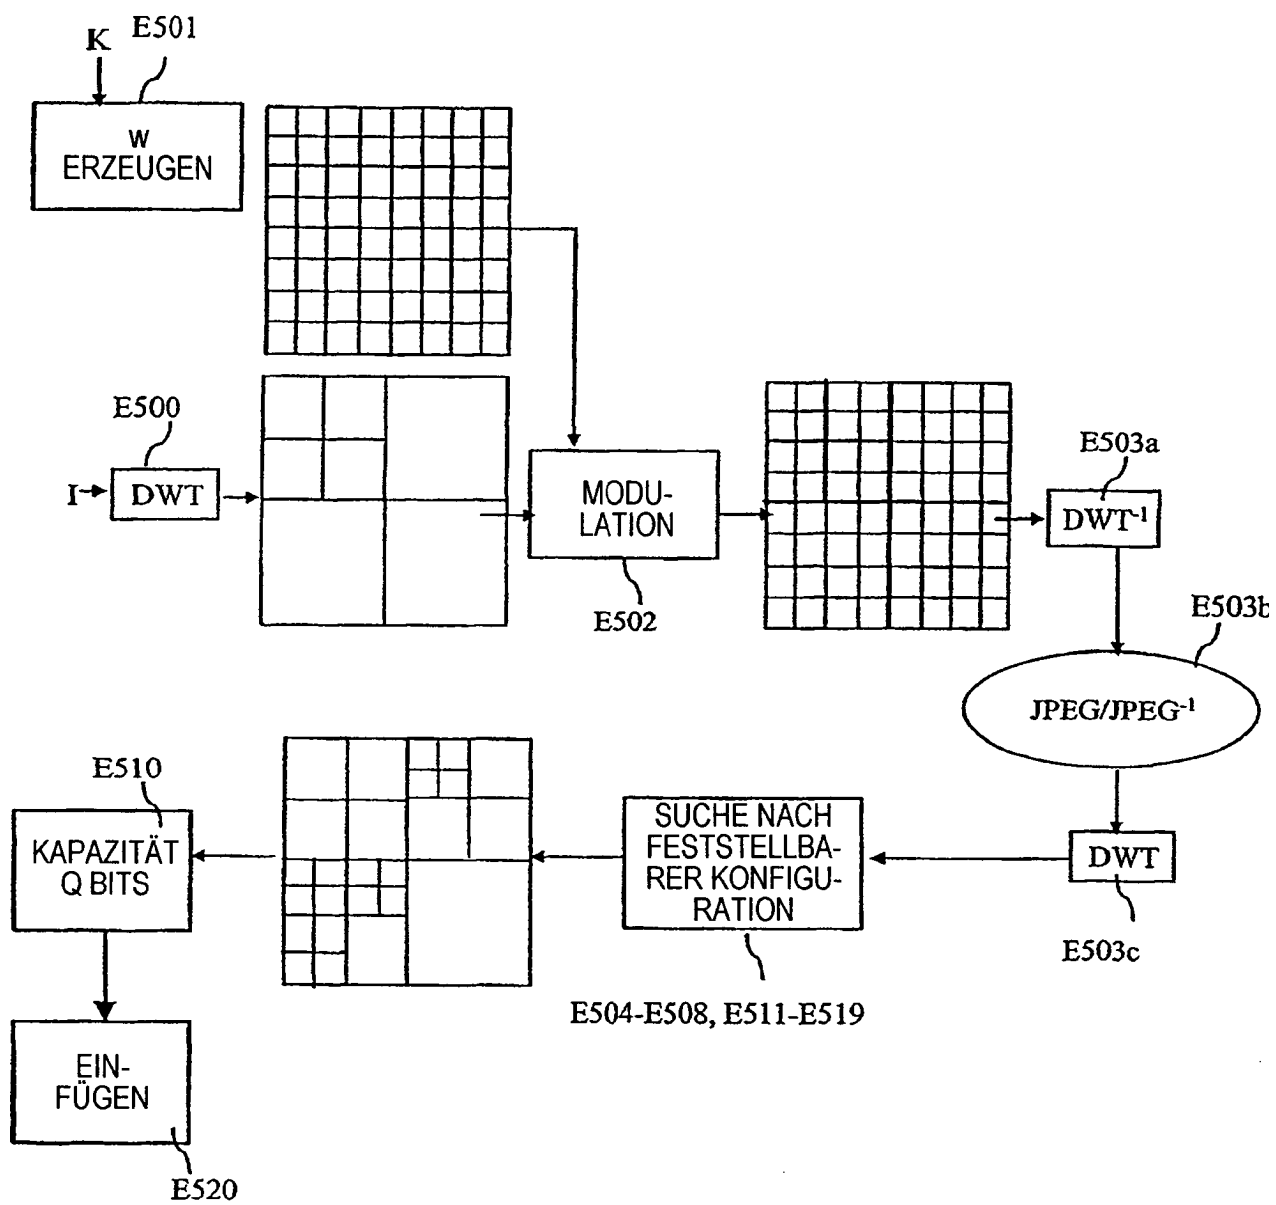 K
E501
W
ERZEUGEN
E500
I
DWT
MODU-
LATION
E502
E503a
DWT⁻¹
E503b
JPEG/JPEG⁻¹
DWT
E503c
SUCHE NACH
FESTSTELLBA-
RER KONFIGU-
RATION
E504-E508, E511-E519
E510
KAPAZITÄT
Q BITS
EIN-
FÜGEN
E520